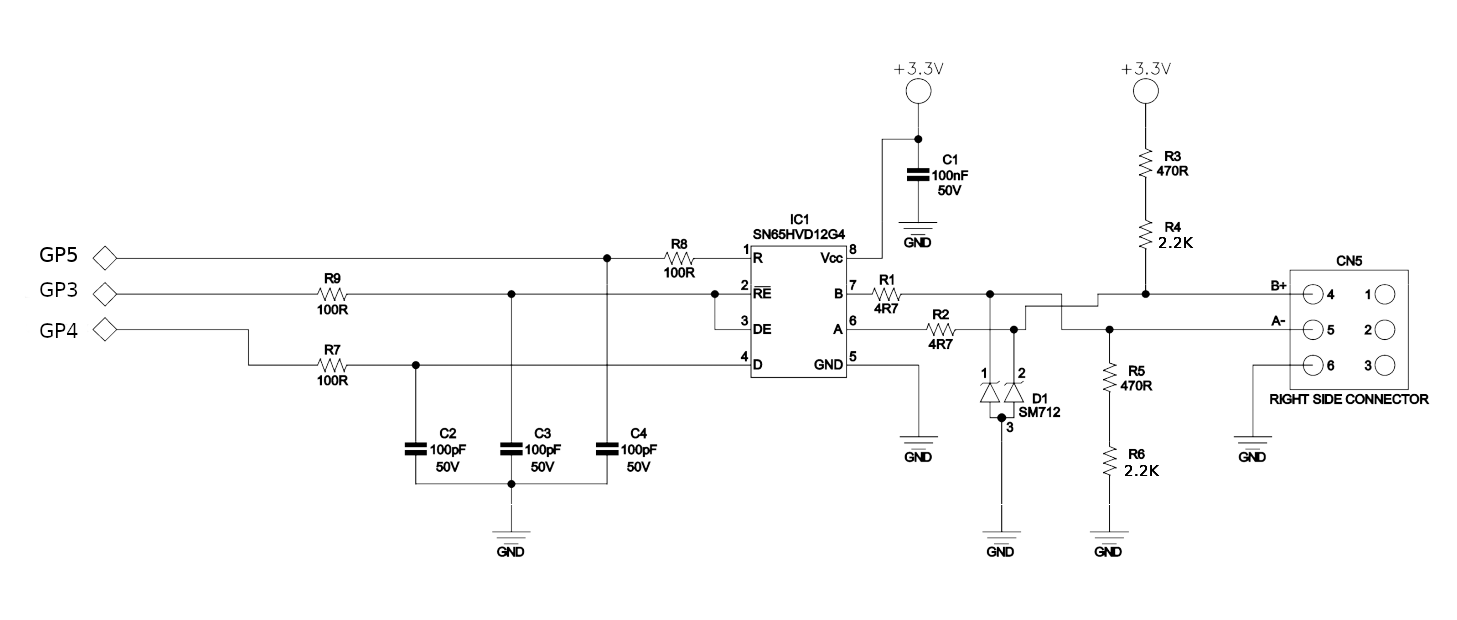 +3.3V
+3.3V
C1
100nF
50V
GND
R3
470R
R4
2.2K
IC1
SN65HVD12G4
GP5
R8
100R
1
R
Vcc
8
GP3
R9
100R
2
RE
B
7
R1
4R7
GP4
3
DE
A
6
R2
4R7
R7
100R
4
D
GND
5
CN5
B+
4
1
A-
5
2
6
3
RIGHT SIDE CONNECTOR
1
2
D1
SM712
3
R5
470R
R6
2.2K
C2
100pF
50V
C3
100pF
50V
C4
100pF
50V
GND
GND
GND
GND
GND